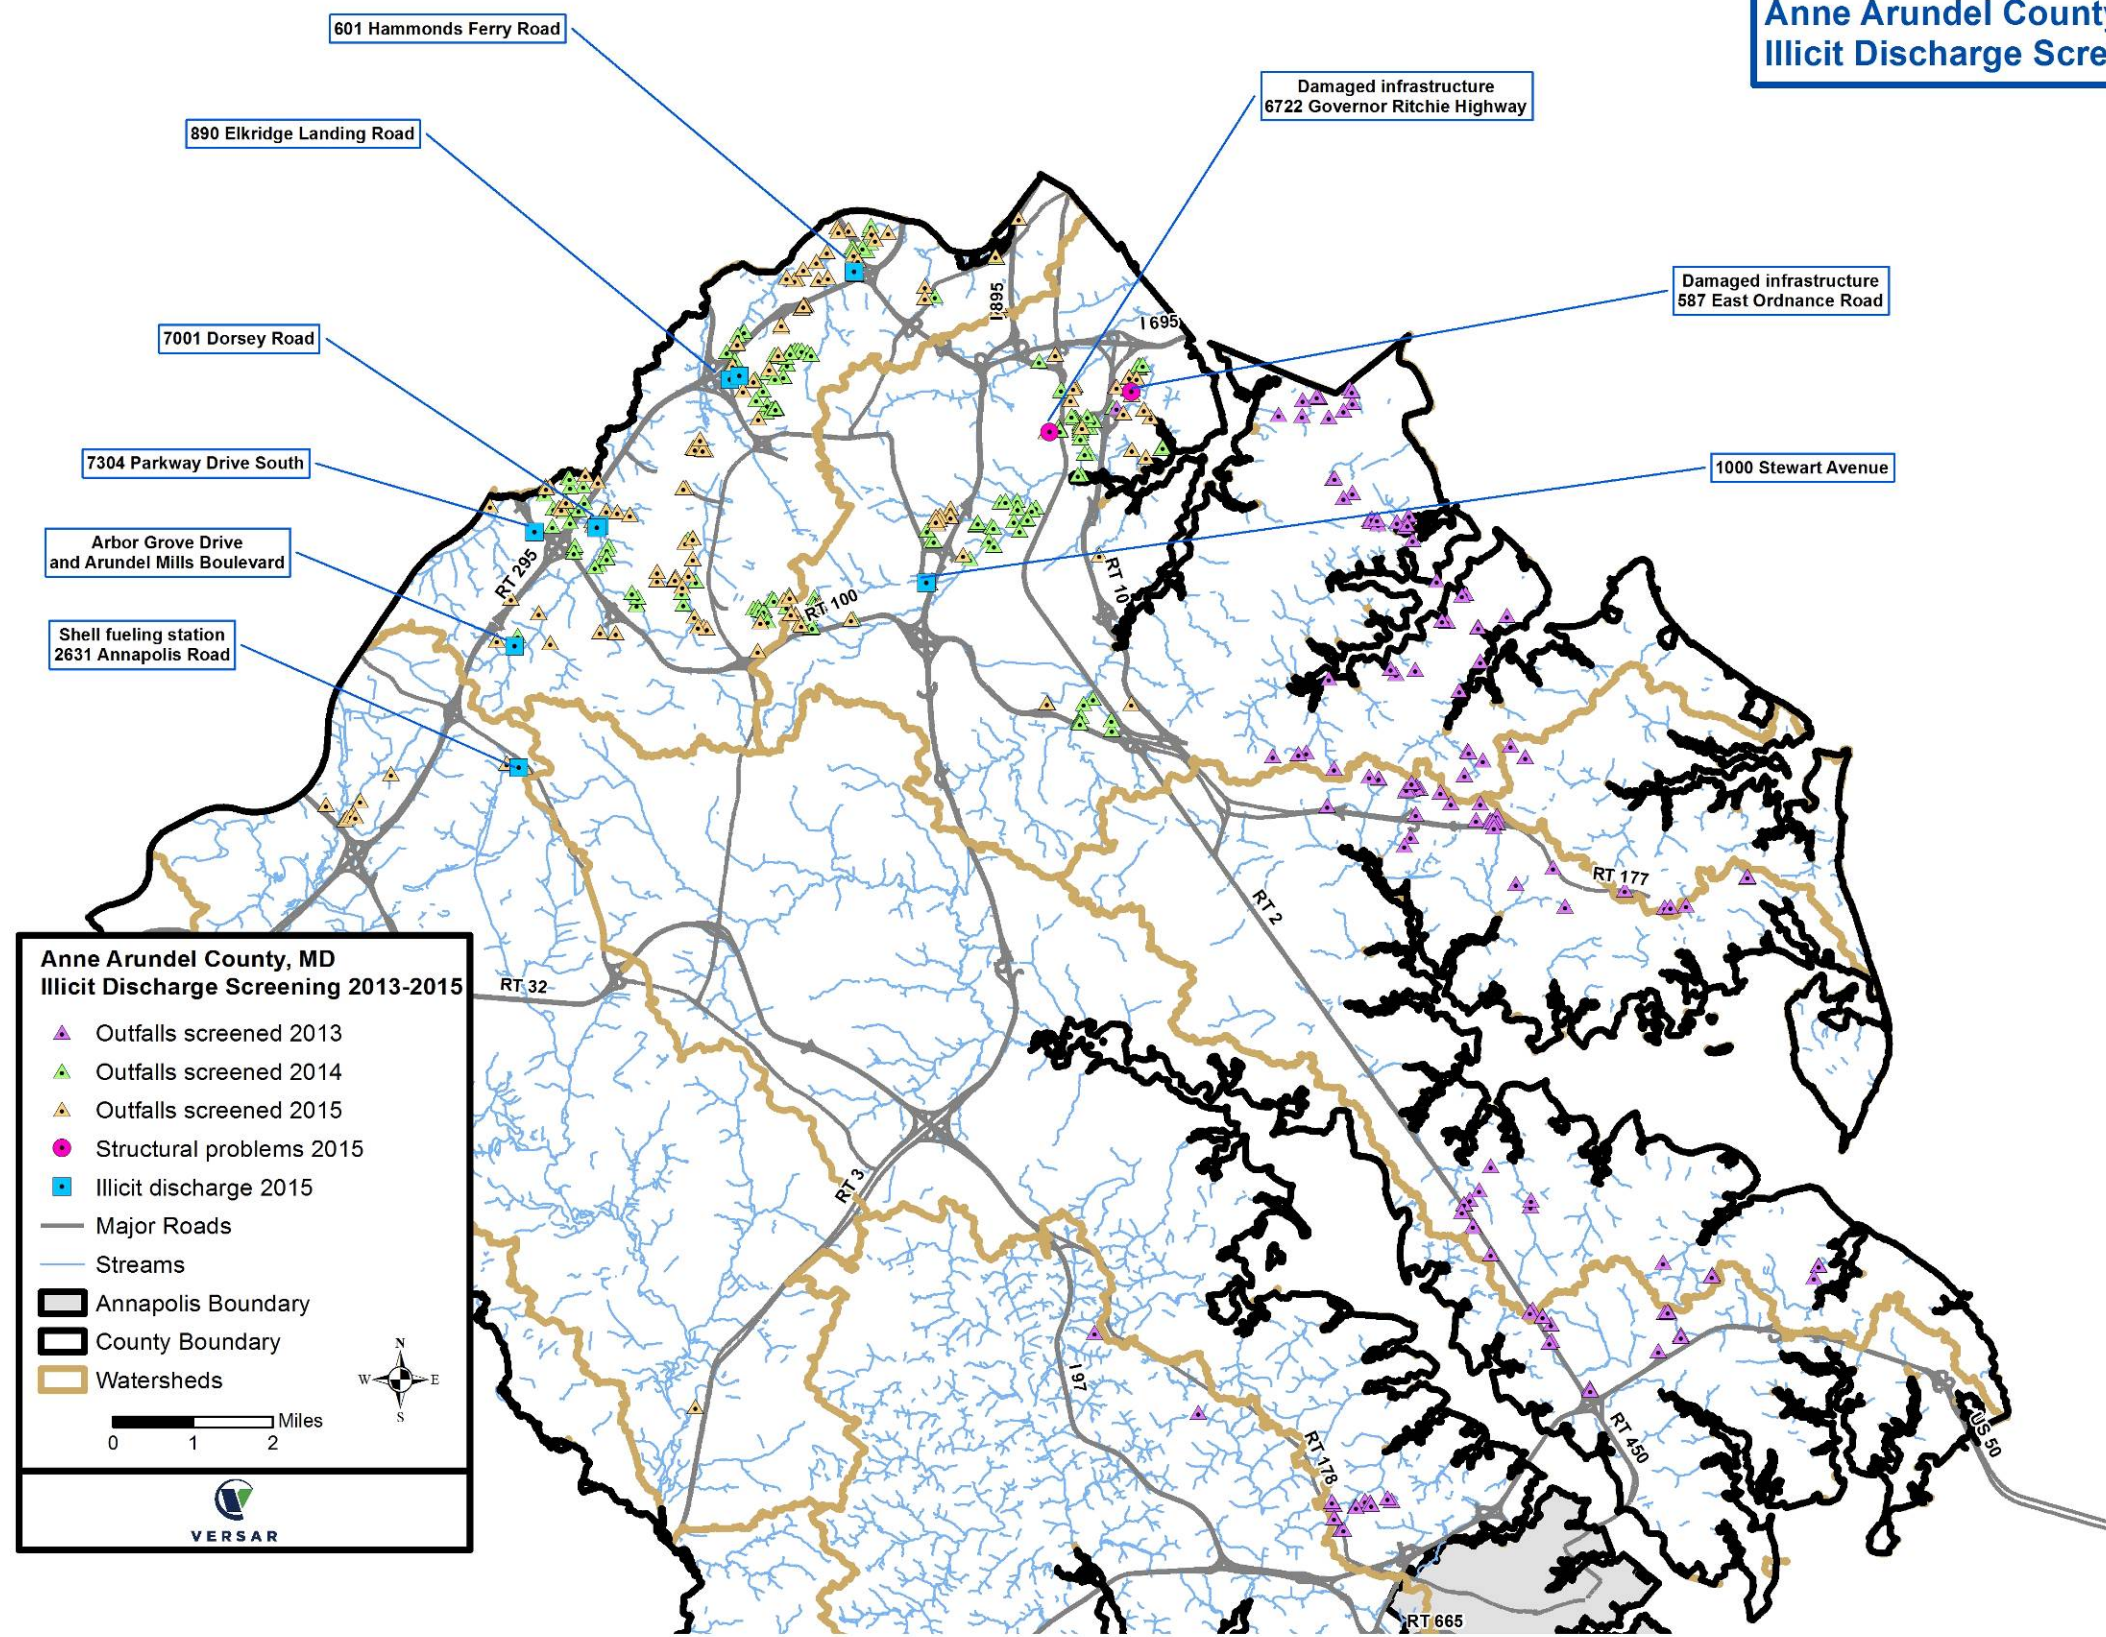 Anne Arundel County
Illicit Discharge Scre
601 Hammonds Ferry Road
Damaged infrastructure
6722 Governor Ritchie Highway
890 Elkridge Landing Road
Damaged infrastructure
587 East Ordnance Road
7001 Dorsey Road
7304 Parkway Drive South
1000 Stewart Avenue
Arbor Grove Drive
and Arundel Mills Boulevard
Shell fueling station
2631 Annapolis Road
I 895
I 695
RT 295
RT 10
RT 100
RT 177
RT 2
RT 32
RT 3
I 97
RT 178
RT 450
US 50
RT 665
Anne Arundel County, MD
Illicit Discharge Screening 2013-2015
Outfalls screened 2013
Outfalls screened 2014
Outfalls screened 2015
Structural problems 2015
Illicit discharge 2015
Major Roads
Streams
Annapolis Boundary
County Boundary
Watersheds
N
W E
S
Miles
0 1 2
VERSAR